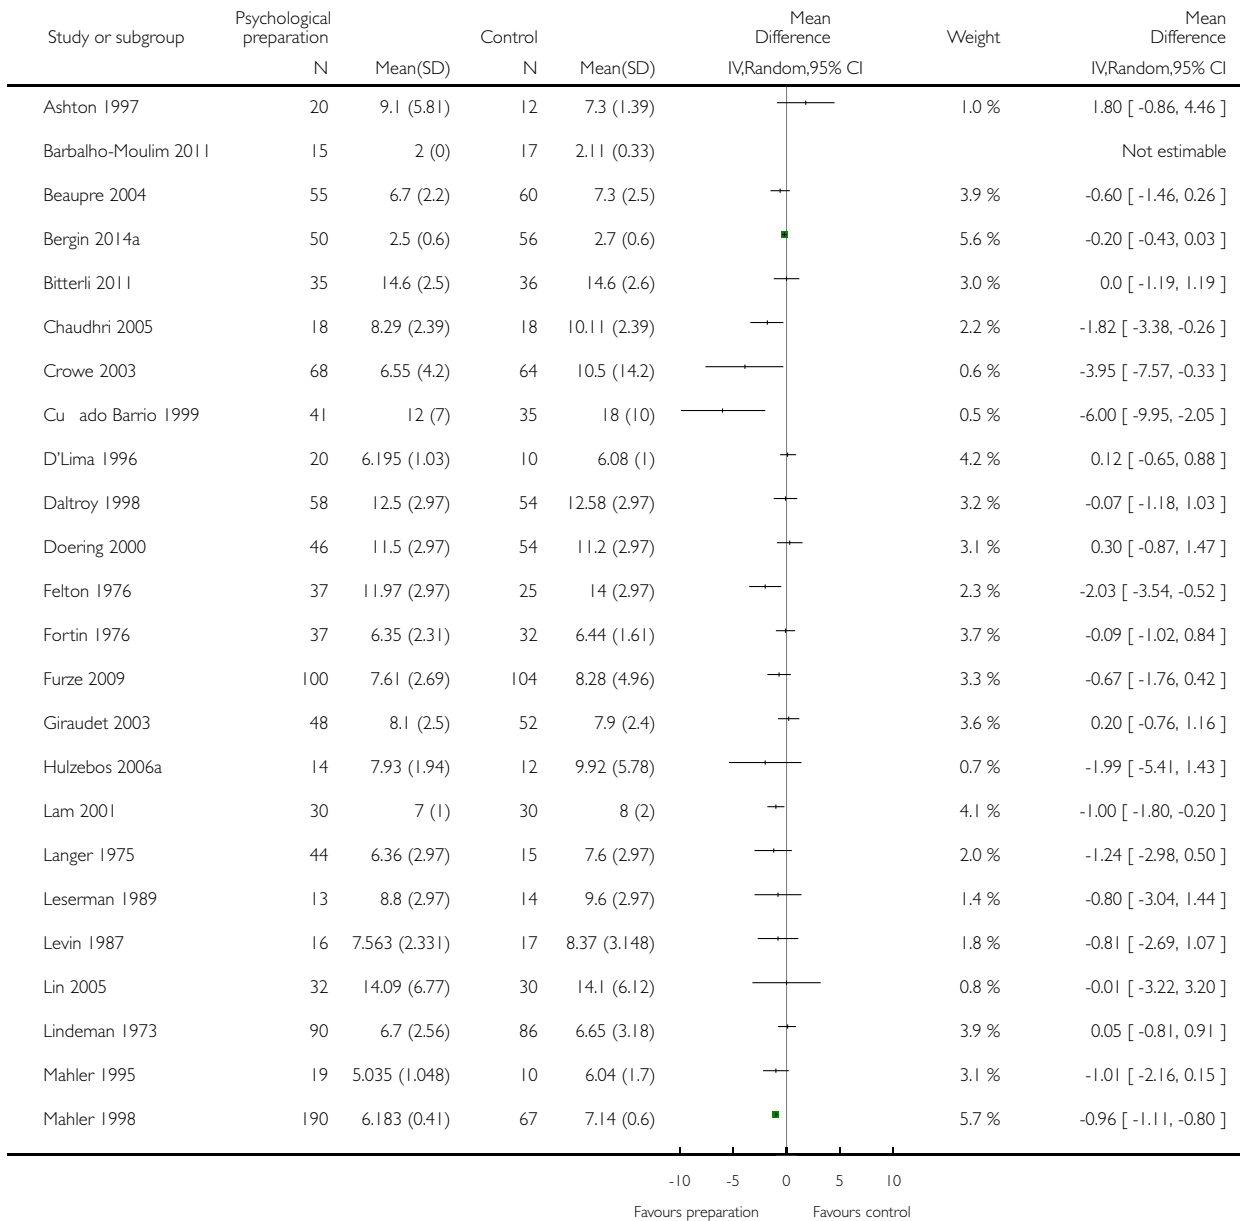 Psychological Mean Mean
Study or subgroup preparation Control Difference Weight Difference
N Mean(SD) N Mean(SD) IV,Random,95% CI IV,Random,95% CI
Ashton 1997 20 9.1 (5.81) 12 7.3 (1.39) 1.0 % 1.80 [ -0.86, 4.46 ]
Barbalho-Moulim 2011 15 2 (0) 17 2.11 (0.33) Not estimable
Beaupre 2004 55 6.7 (2.2) 60 7.3 (2.5) 3.9 % -0.60 [ -1.46, 0.26 ]
Bergin 2014a 50 2.5 (0.6) 56 2.7 (0.6) 5.6 % -0.20 [ -0.43, 0.03 ]
Bitterli 2011 35 14.6 (2.5) 36 14.6 (2.6) 3.0 % 0.0 [ -1.19, 1.19 ]
Chaudhri 2005 18 8.29 (2.39) 18 10.11 (2.39) 2.2 % -1.82 [ -3.38, -0.26 ]
Crowe 2003 68 6.55 (4.2) 64 10.5 (14.2) 0.6 % -3.95 [ -7.57, -0.33 ]
Cu ado Barrio 1999 41 12 (7) 35 18 (10) 0.5 % -6.00 [ -9.95, -2.05 ]
D'Lima 1996 20 6.195 (1.03) 10 6.08 (1) 4.2 % 0.12 [ -0.65, 0.88 ]
Daltroy 1998 58 12.5 (2.97) 54 12.58 (2.97) 3.2 % -0.07 [ -1.18, 1.03 ]
Doering 2000 46 11.5 (2.97) 54 11.2 (2.97) 3.1 % 0.30 [ -0.87, 1.47 ]
Felton 1976 37 11.97 (2.97) 25 14 (2.97) 2.3 % -2.03 [ -3.54, -0.52 ]
Fortin 1976 37 6.35 (2.31) 32 6.44 (1.61) 3.7 % -0.09 [ -1.02, 0.84 ]
Furze 2009 100 7.61 (2.69) 104 8.28 (4.96) 3.3 % -0.67 [ -1.76, 0.42 ]
Giraudet 2003 48 8.1 (2.5) 52 7.9 (2.4) 3.6 % 0.20 [ -0.76, 1.16 ]
Hulzebos 2006a 14 7.93 (1.94) 12 9.92 (5.78) 0.7 % -1.99 [ -5.41, 1.43 ]
Lam 2001 30 7 (1) 30 8 (2) 4.1 % -1.00 [ -1.80, -0.20 ]
Langer 1975 44 6.36 (2.97) 15 7.6 (2.97) 2.0 % -1.24 [ -2.98, 0.50 ]
Leserman 1989 13 8.8 (2.97) 14 9.6 (2.97) 1.4 % -0.80 [ -3.04, 1.44 ]
Levin 1987 16 7.563 (2.331) 17 8.37 (3.148) 1.8 % -0.81 [ -2.69, 1.07 ]
Lin 2005 32 14.09 (6.77) 30 14.1 (6.12) 0.8 % -0.01 [ -3.22, 3.20 ]
Lindeman 1973 90 6.7 (2.56) 86 6.65 (3.18) 3.9 % 0.05 [ -0.81, 0.91 ]
Mahler 1995 19 5.035 (1.048) 10 6.04 (1.7) 3.1 % -1.01 [ -2.16, 0.15 ]
Mahler 1998 190 6.183 (0.41) 67 7.14 (0.6) 5.7 % -0.96 [ -1.11, -0.80 ]
-10 -5 0 5 10
Favours preparation Favours control